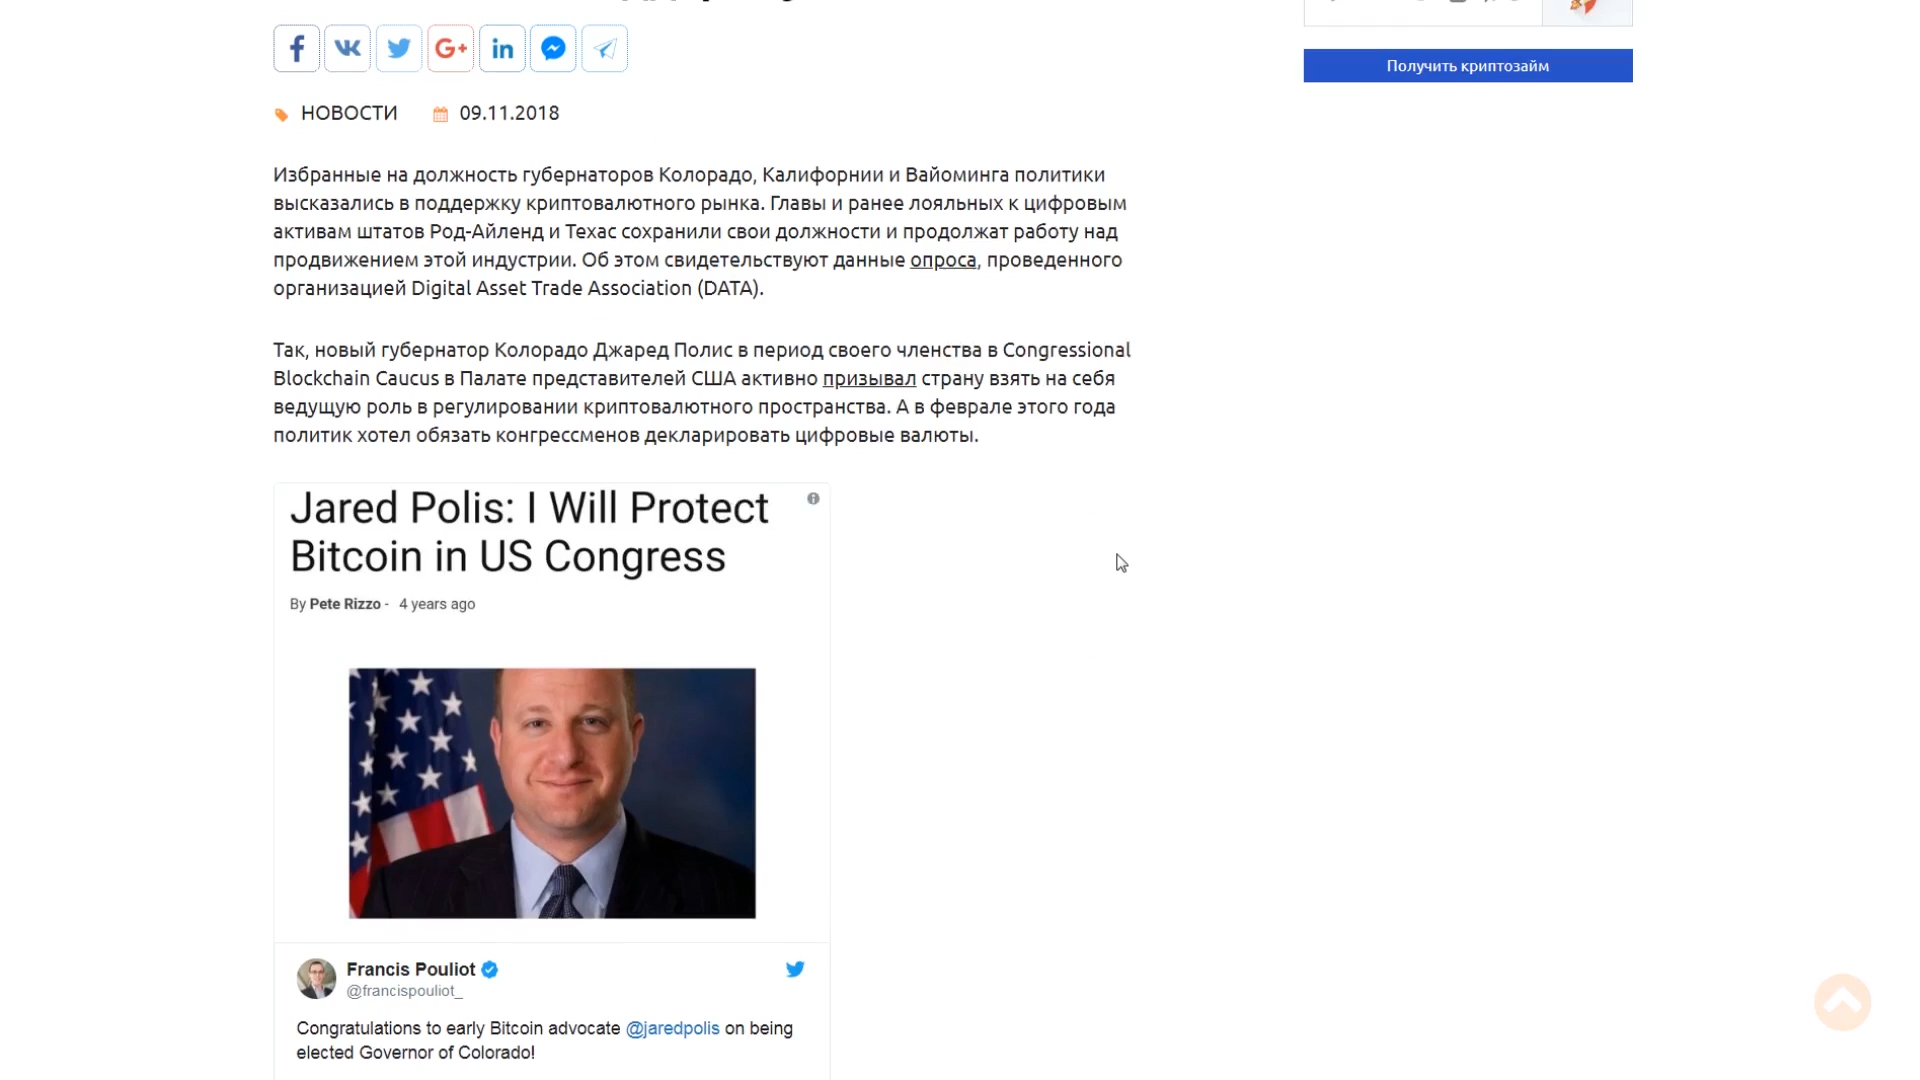 НОВОСТИ 09.11.2018
Получить криптозайм
Избранные на должность губернаторов Колорадо, Калифорнии и Вайоминга политики
высказались в поддержку криптовалютного рынка. Главы и ранее лояльных к цифровым
активам штатов Род-Айленд и Техас сохранили свои должности и продолжат работу над
продвижением этой индустрии. Об этом свидетельствуют данные опроса, проведенного
организацией Digital Asset Trade Association (DATA).
Так, новый губернатор Колорадо Джаред Полис в период своего членства в Congressional
Blockchain Caucus в Палате представителей США активно призывал страну взять на себя
ведущую роль в регулировании криптовалютного пространства. А в феврале этого года
политик хотел обязать конгрессменов декларировать цифровые валюты.
Jared Polis: I Will Protect
Bitcoin in US Congress
By Pete Rizzo - 4 years ago
Francis Pouliot
@francispouliot_
Congratulations to early Bitcoin advocate @jaredpolis on being
elected Governor of Colorado!